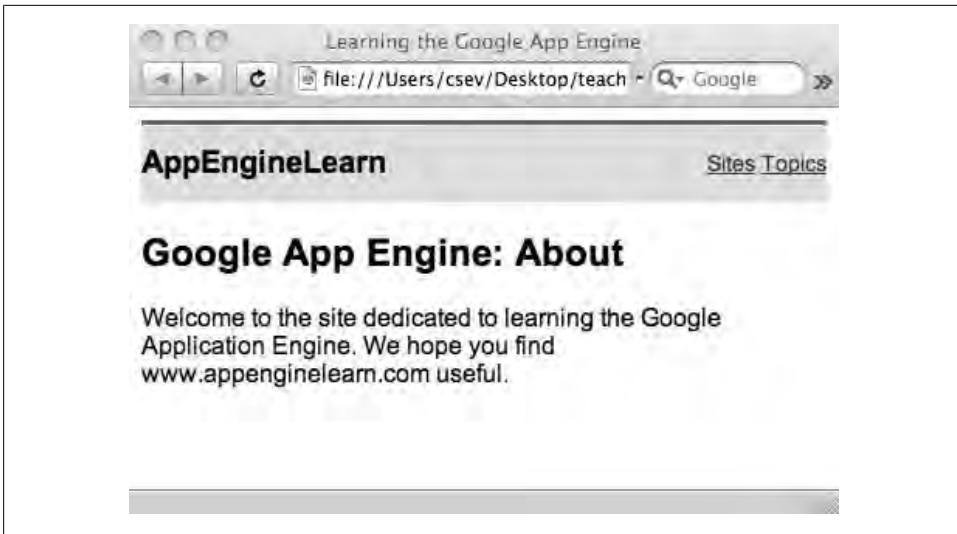 Learning the Google App Engine
file:///Users/csev/Desktop/teach Google
AppEngineLearn Sites Topics
Google App Engine: About
Welcome to the site dedicated to learning the Google
Application Engine. We hope you find
www.appenginelearn.com useful.